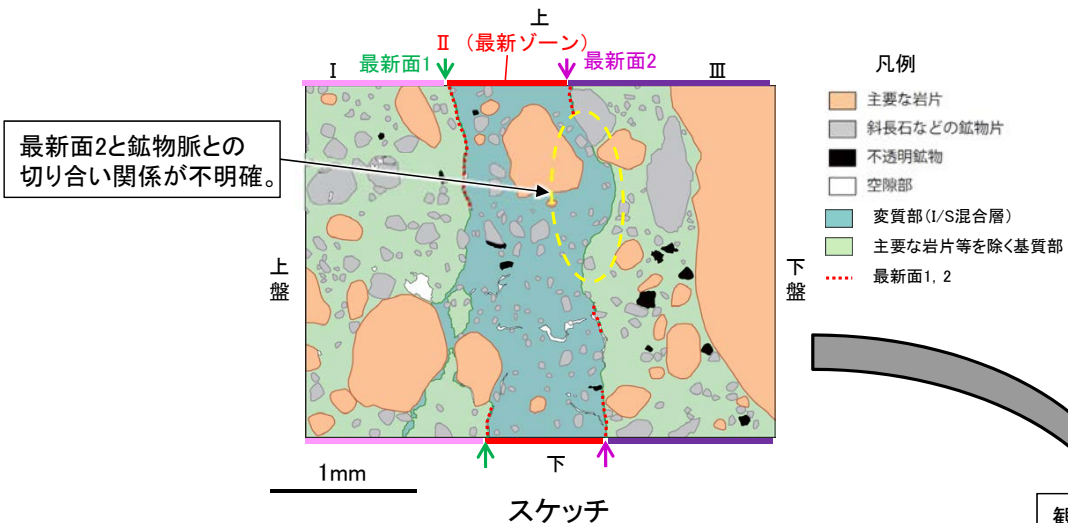 上
Ⅱ (最新ゾーン)
Ⅰ
最新面1
最新面2
Ⅲ
最新面2と鉱物脈との
切り合い関係が不明確。
上盤
下盤
下
1mm
スケッチ
凡例
主要な岩片
斜長石などの鉱物片
不透明鉱物
空隙部
変質部(I/S混合層)
主要な岩片等を除く基質部
最新面1, 2